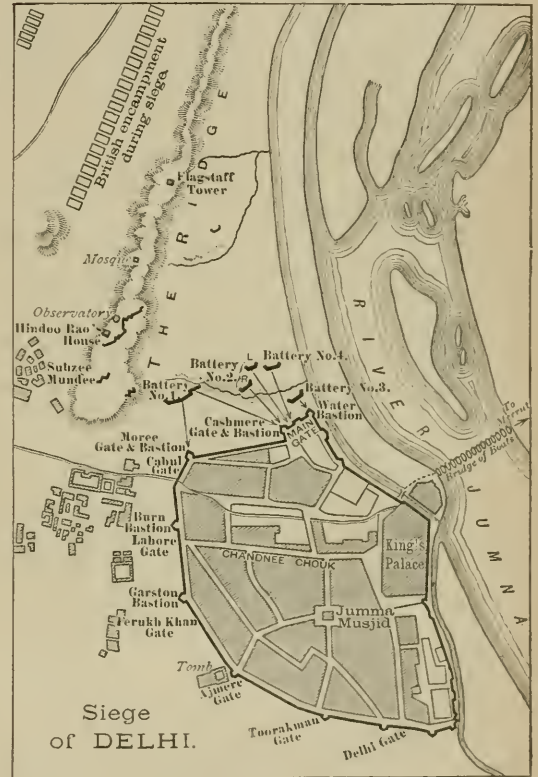 British encampment
during siega
THE RIDGE
Flagstaff
Tower
Mosque
Observatory
Hindoo Rao's
House
Subzee
Mundee
Battery
No.1.
Battery
No.2.
L
R
Battery No.4.
Battery No.3.
Water
Bastion
Cashmere
Gate & Bastion
MAIN
GATE
Moree
Gate & Bastion
Cabul
Gate
Burn
Bastion
Lahore
Gate
Garston
Bastion
Ferukh Khan
Gate
Tomb
Ajmere
Gate
Toorakman
Gate
Delhi Gate
CHANDNEE CHOUK
Jumma
Musjid
King's
Palace
RIVER JUMNA
To
Meerut
Bridge of Boats
Siege
of DELHI.